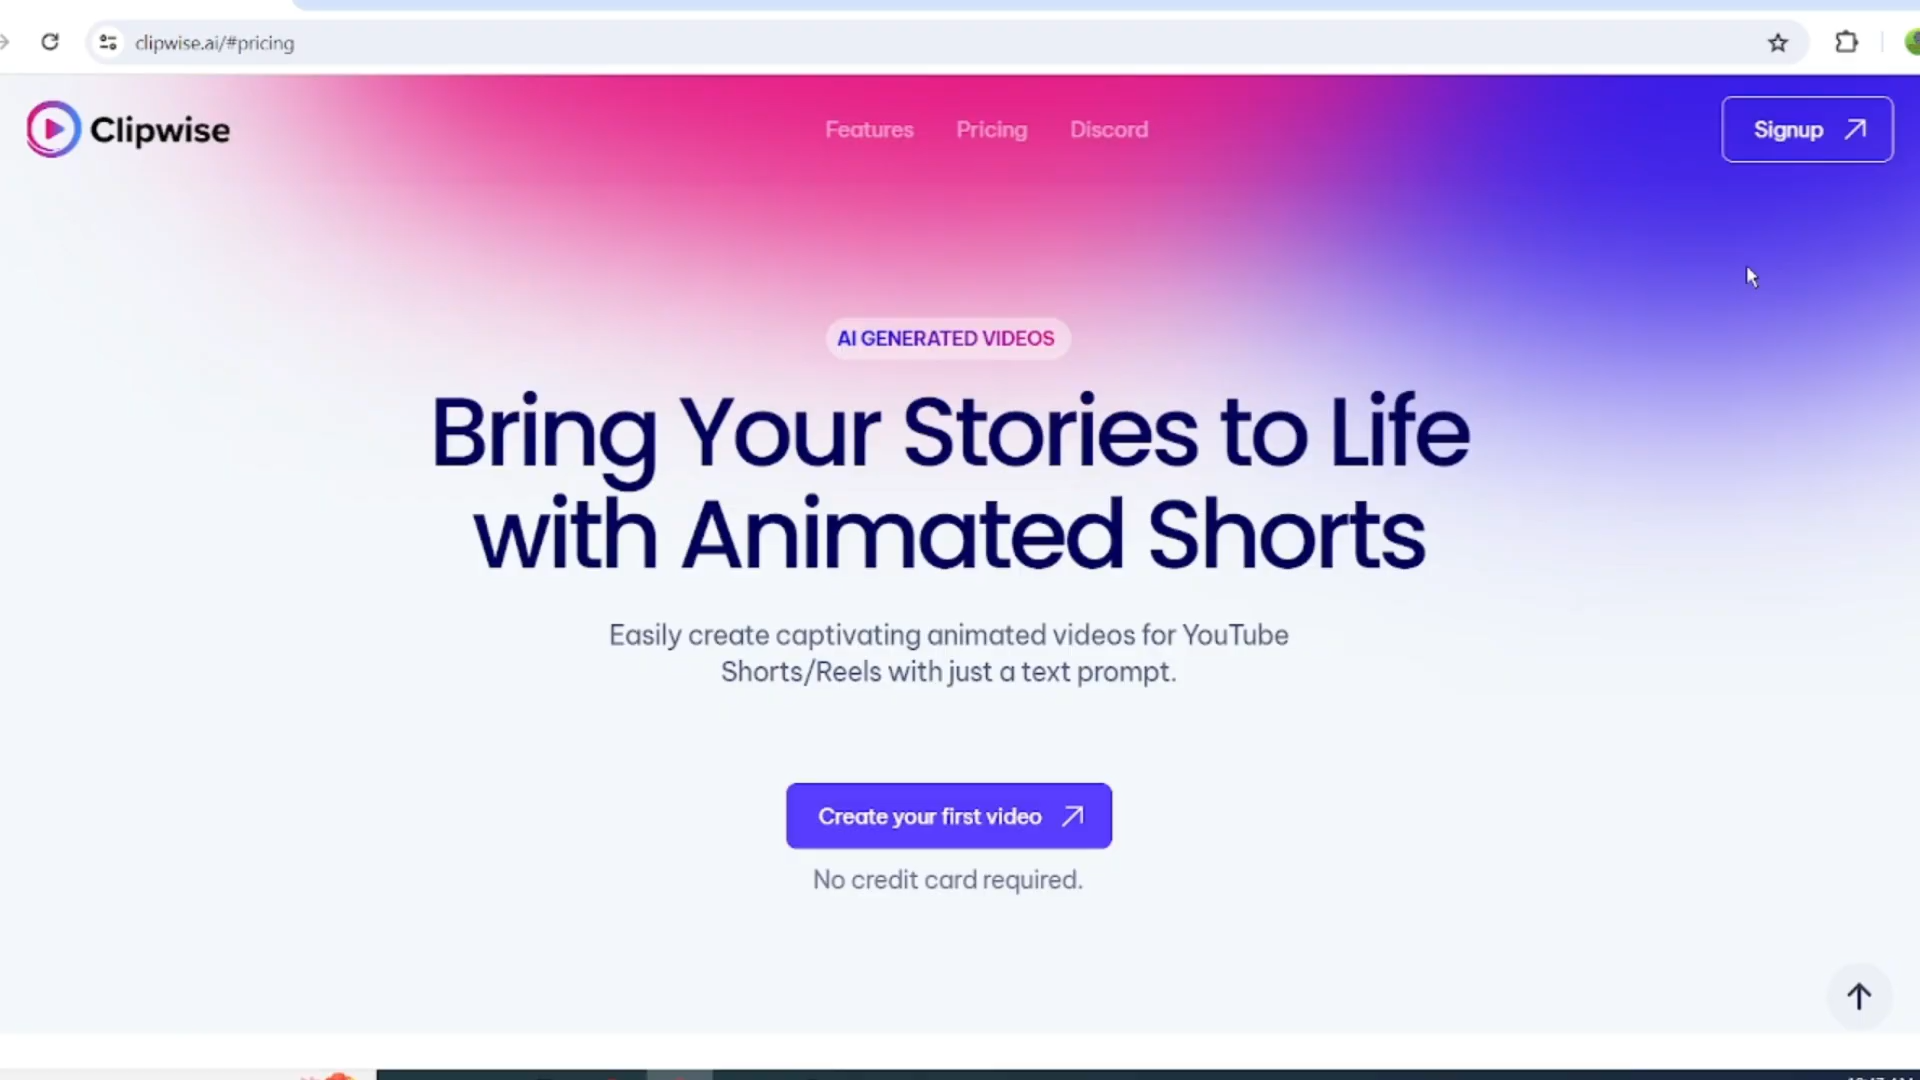 clipwise.ai/#pricing
Clipwise
Features Pricing Discord
Signup
AI GENERATED VIDEOS
Bring Your Stories to Life
with Animated Shorts
Easily create captivating animated videos for YouTube
Shorts/Reels with just a text prompt.
Create your first video
No credit card required.